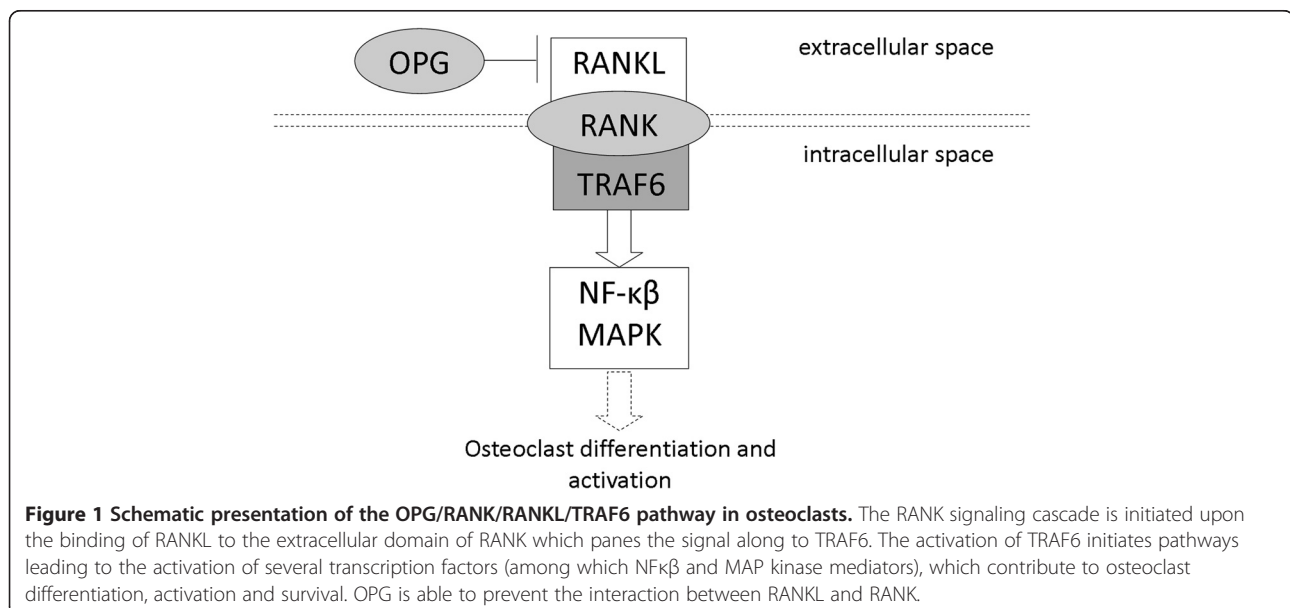 OPG
RANKL
extracellular space
RANK
intracellular space
TRAF6
NF-κβ
MAPK
Osteoclast differentiation and
activation
Figure 1 Schematic presentation of the OPG/RANK/RANKL/TRAF6 pathway in osteoclasts. The RANK signaling cascade is initiated upon
the binding of RANKL to the extracellular domain of RANK which panes the signal along to TRAF6. The activation of TRAF6 initiates pathways
leading to the activation of several transcription factors (among which NFκβ and MAP kinase mediators), which contribute to osteoclast
differentiation, activation and survival. OPG is able to prevent the interaction between RANKL and RANK.